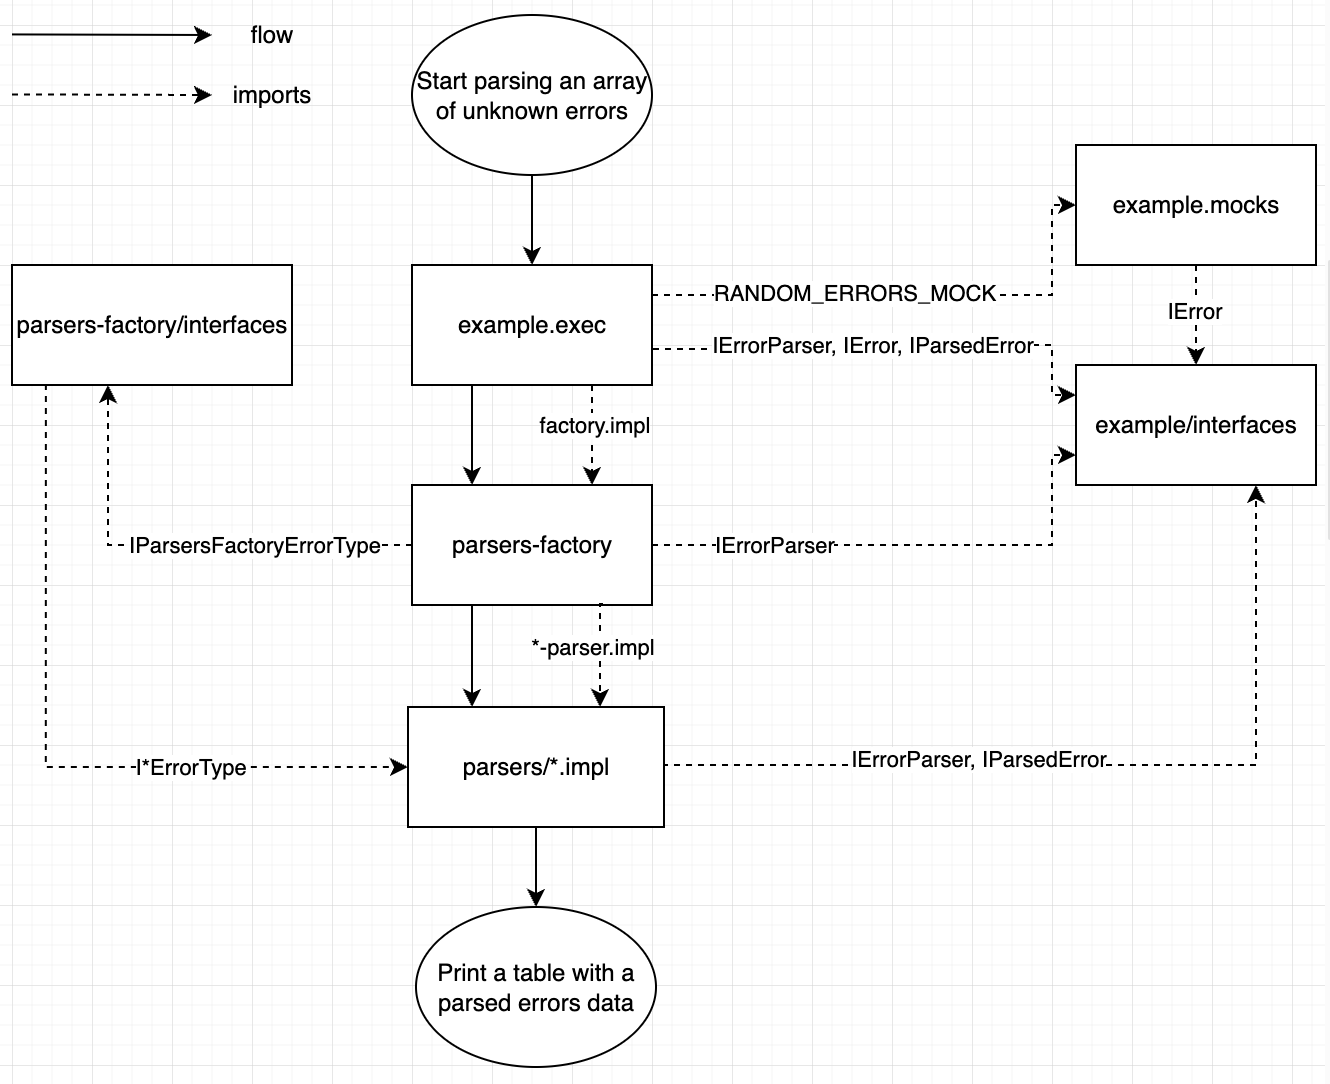 flow
imports
Start parsing an array
of unknown errors
example.mocks
RANDOM_ERRORS_MOCK
IError
parsers-factory/interfaces
example.exec
IErrorParser, IError, IParsedError
factory.impl
example/interfaces
IParsersFactoryErrorType
parsers-factory
IErrorParser
*-parser.impl
I*ErrorType
parsers/*.impl
IErrorParser, IParsedError
Print a table with a
parsed errors data